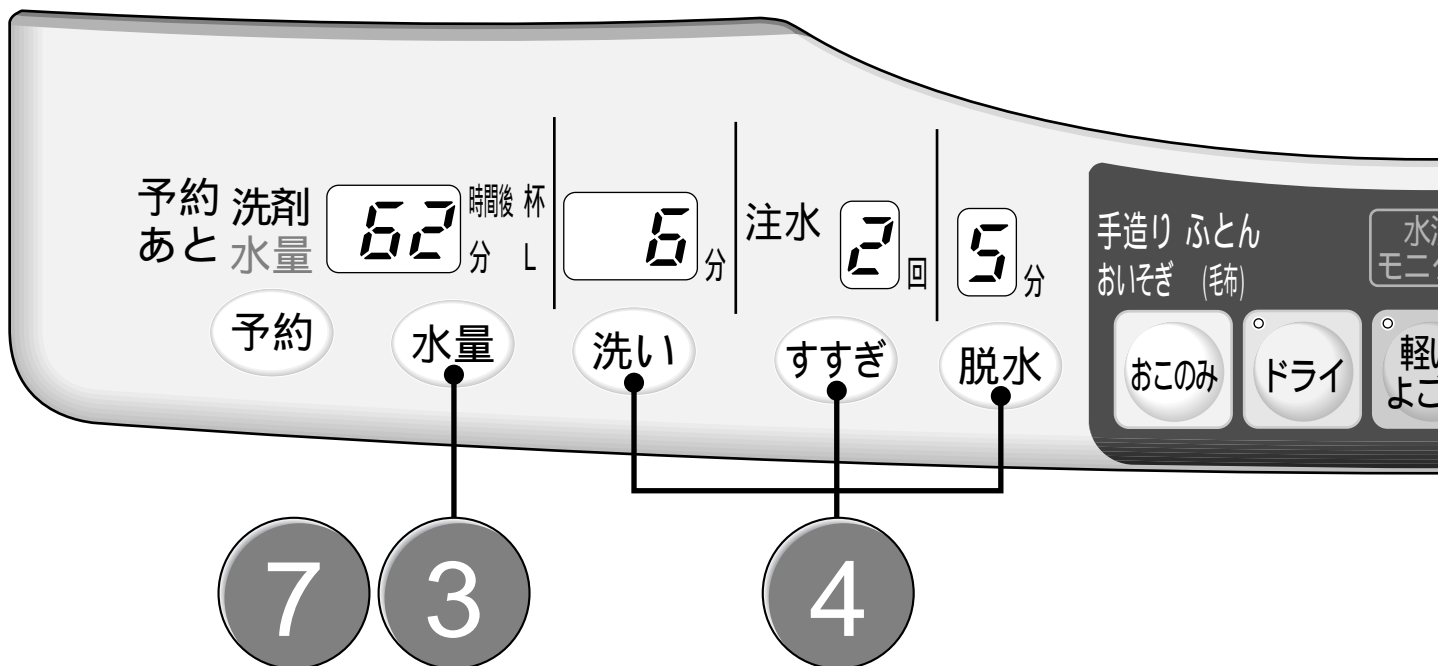 予約 洗剤 62 時間後 杯
あと 水量 分 L
6 分
注水 2 回
5 分
予約 水量 洗い すすぎ 脱水
手造り ふとん
おいそぎ (毛布)
おこのみ ドライ
7 3 4